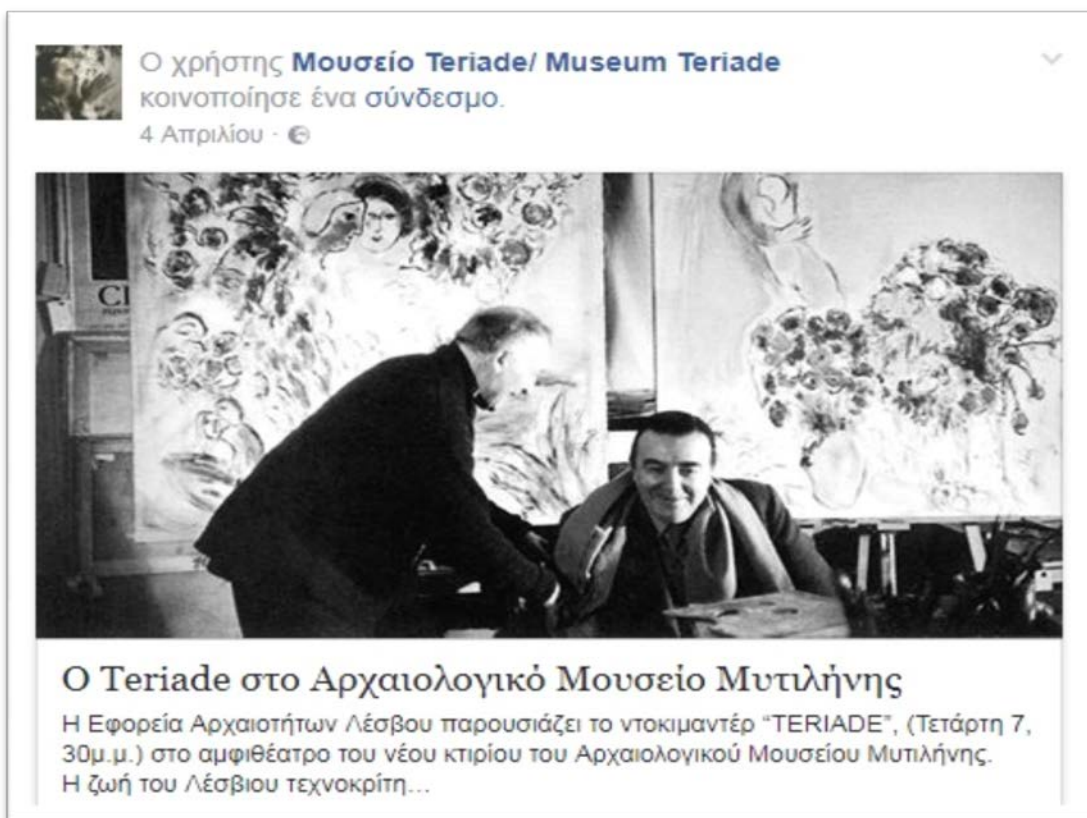 Ο χρήστης Μουσείο Teriade/ Museum Teriade
κοινοποίησε ένα σύνδεσμο.
4 Απριλίου ·
Ο Teriade στο Αρχαιολογικό Μουσείο Μυτιλήνης
Η Εφορεία Αρχαιοτήτων Λέσβου παρουσιάζει το ντοκιμαντέρ “TERIADE”, (Τετάρτη 7,
30μ.μ.) στο αμφιθέατρο του νέου κτιρίου του Αρχαιολογικού Μουσείου Μυτιλήνης.
Η ζωή του Λέσβιου τεχνοκρίτη...